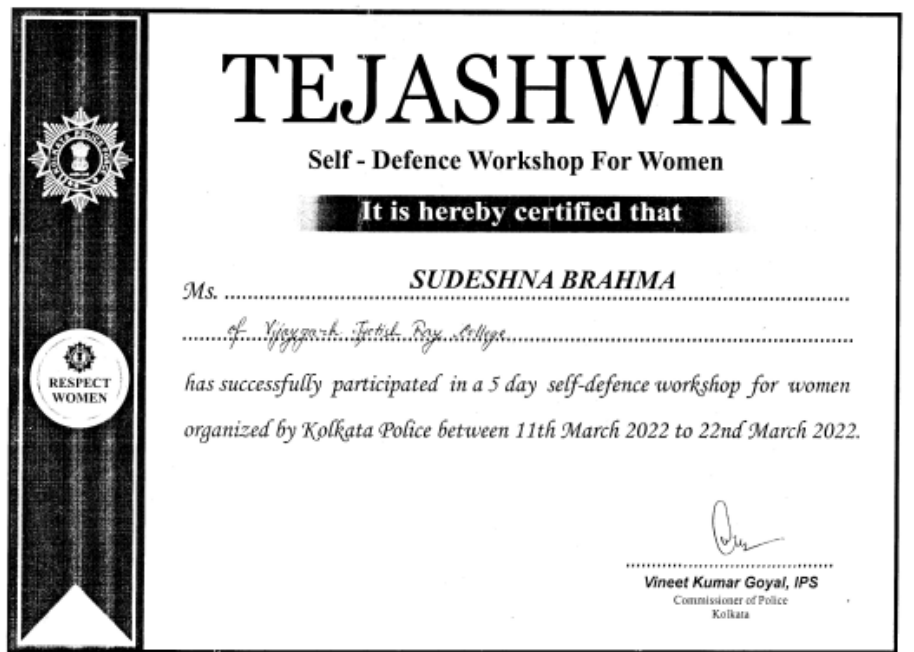 TEJASHWINI
Self - Defence Workshop For Women
It is hereby certified that
Ms. SUDESHNA BRAHMA
of Vijaygarh Jyotish Ray College
has successfully participated in a 5 day self-defence workshop for women
organized by Kolkata Police between 11th March 2022 to 22nd March 2022.
KOLKATA POLICE
RESPECT
WOMEN
Vineet Kumar Goyal, IPS
Commissioner of Police
Kolkata